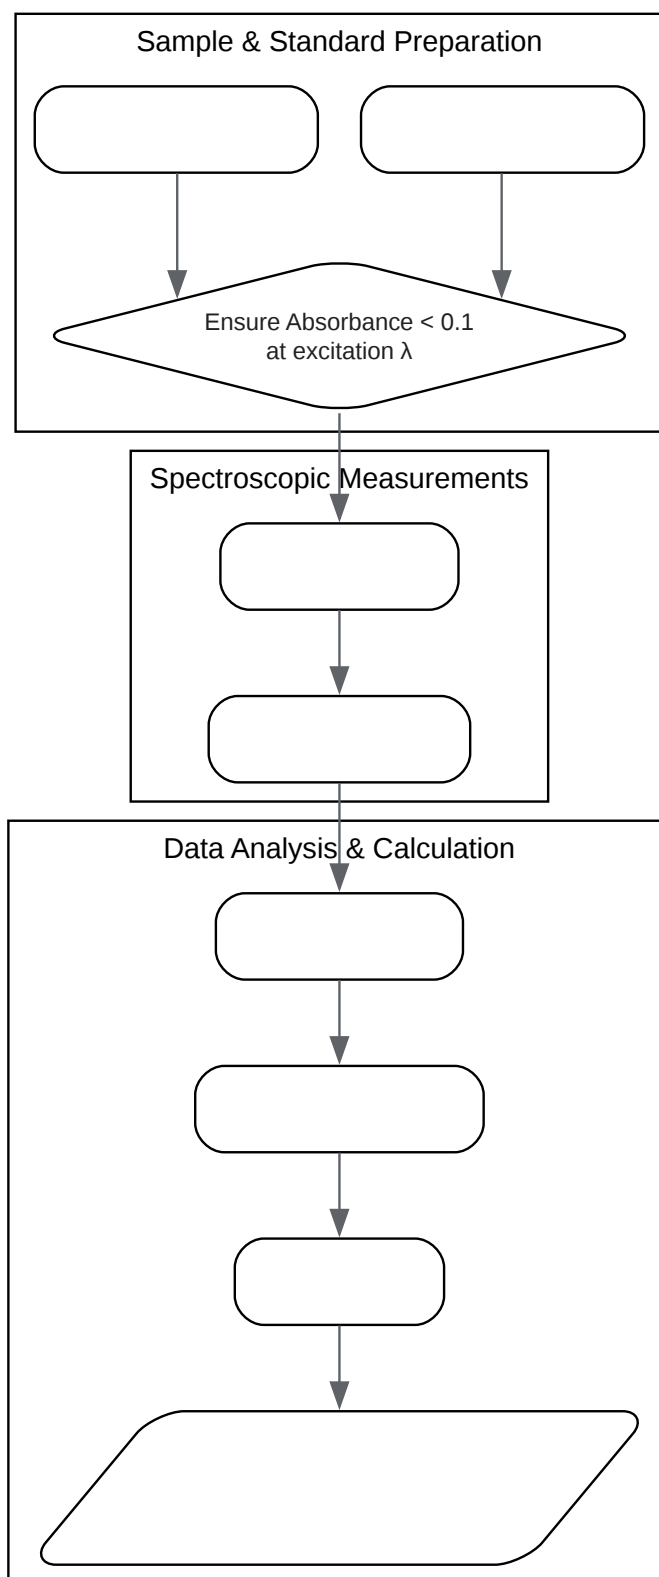 Sample & Standard Preparation
Ensure Absorbance < 0.1
at excitation λ
Spectroscopic Measurements
Data Analysis & Calculation